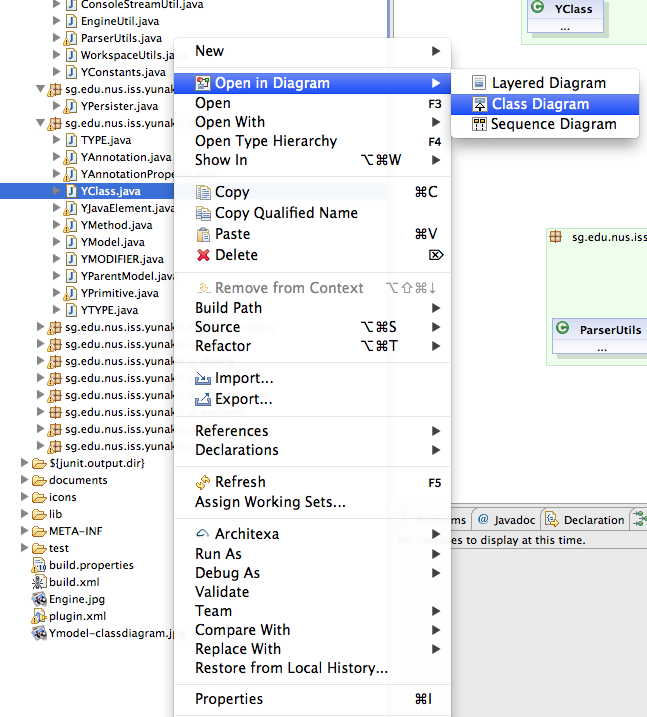 ConsoleStreamUtil.java
EngineUtil.java
ParserUtils.java
WorkspaceUtils.java
YConstants.java
sg.edu.nus.iss.yunak
YPersister.java
sg.edu.nus.iss.yunak
TYPE.java
YAnnotation.java
YAnnotationPrope
YClass.java
YJavaElement.java
YMethod.java
YModel.java
YMODIFIER.java
YParentModel.java
YPrimitive.java
YTYPE.java
sg.edu.nus.iss.yunak
sg.edu.nus.iss.yunak
sg.edu.nus.iss.yunak
sg.edu.nus.iss.yunak
sg.edu.nus.iss.yunak
sg.edu.nus.iss.yunak
sg.edu.nus.iss.yunak
sg.edu.nus.iss.yunak
${junit.output.dir}
documents
icons
lib
META-INF
test
build.properties
build.xml
Engine.jpg
plugin.xml
Ymodel-classdiagram.jp
New
Open in Diagram
Open F3
Open With
Open Type Hierarchy F4
Show In ⌥⌘W
Copy ⌘C
Copy Qualified Name
Paste ⌘V
Delete ⌦
Remove from Context ⌥⇧⌘↓
Build Path
Source ⌥⌘S
Refactor ⌥⌘T
Import...
Export...
References
Declarations
Refresh F5
Assign Working Sets...
Architexa
Run As
Debug As
Validate
Team
Compare With
Replace With
Restore from Local History...
Properties ⌘I
Layered Diagram
Class Diagram
Sequence Diagram
YClass
...
sg.edu.nus.iss
ParserUtils
...
ms @ Javadoc Declaration
es to display at this time.